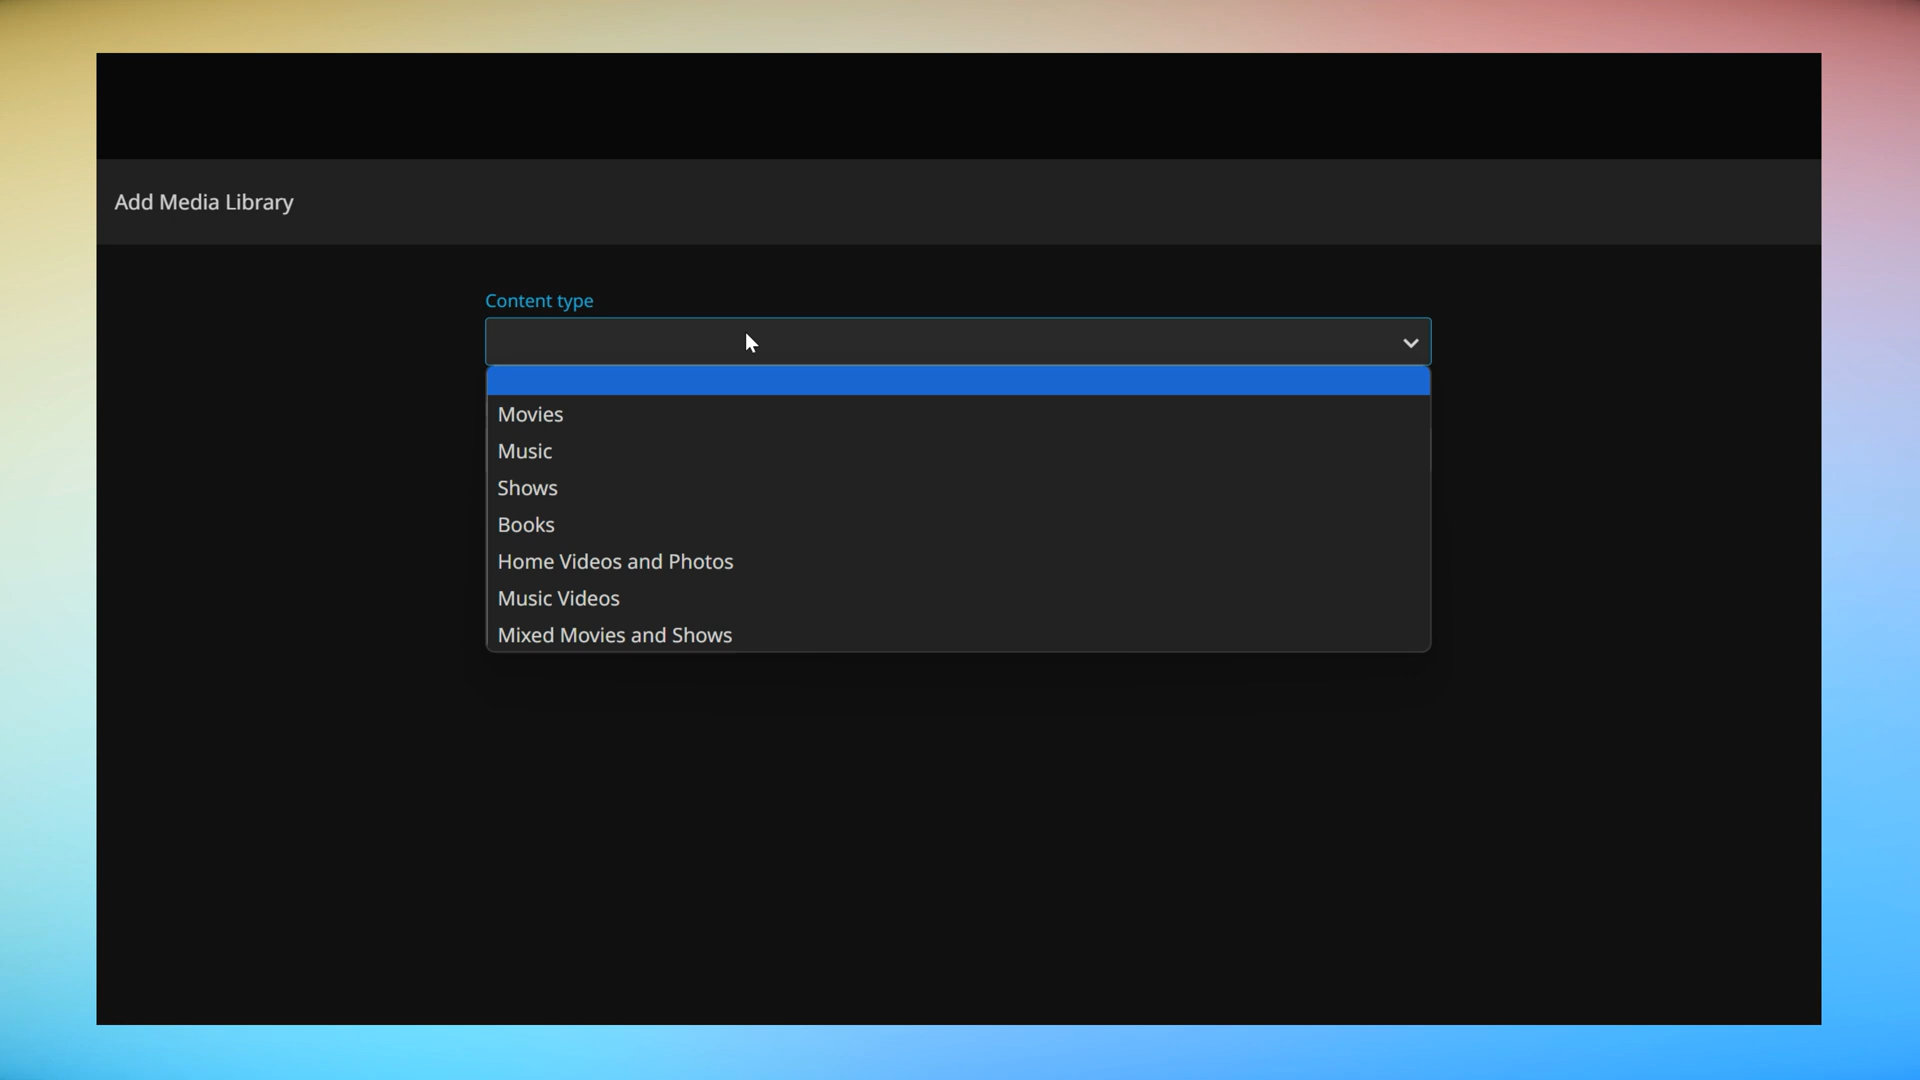 Add Media Library
Content type
Movies
Music
Shows
Books
Home Videos and Photos
Music Videos
Mixed Movies and Shows